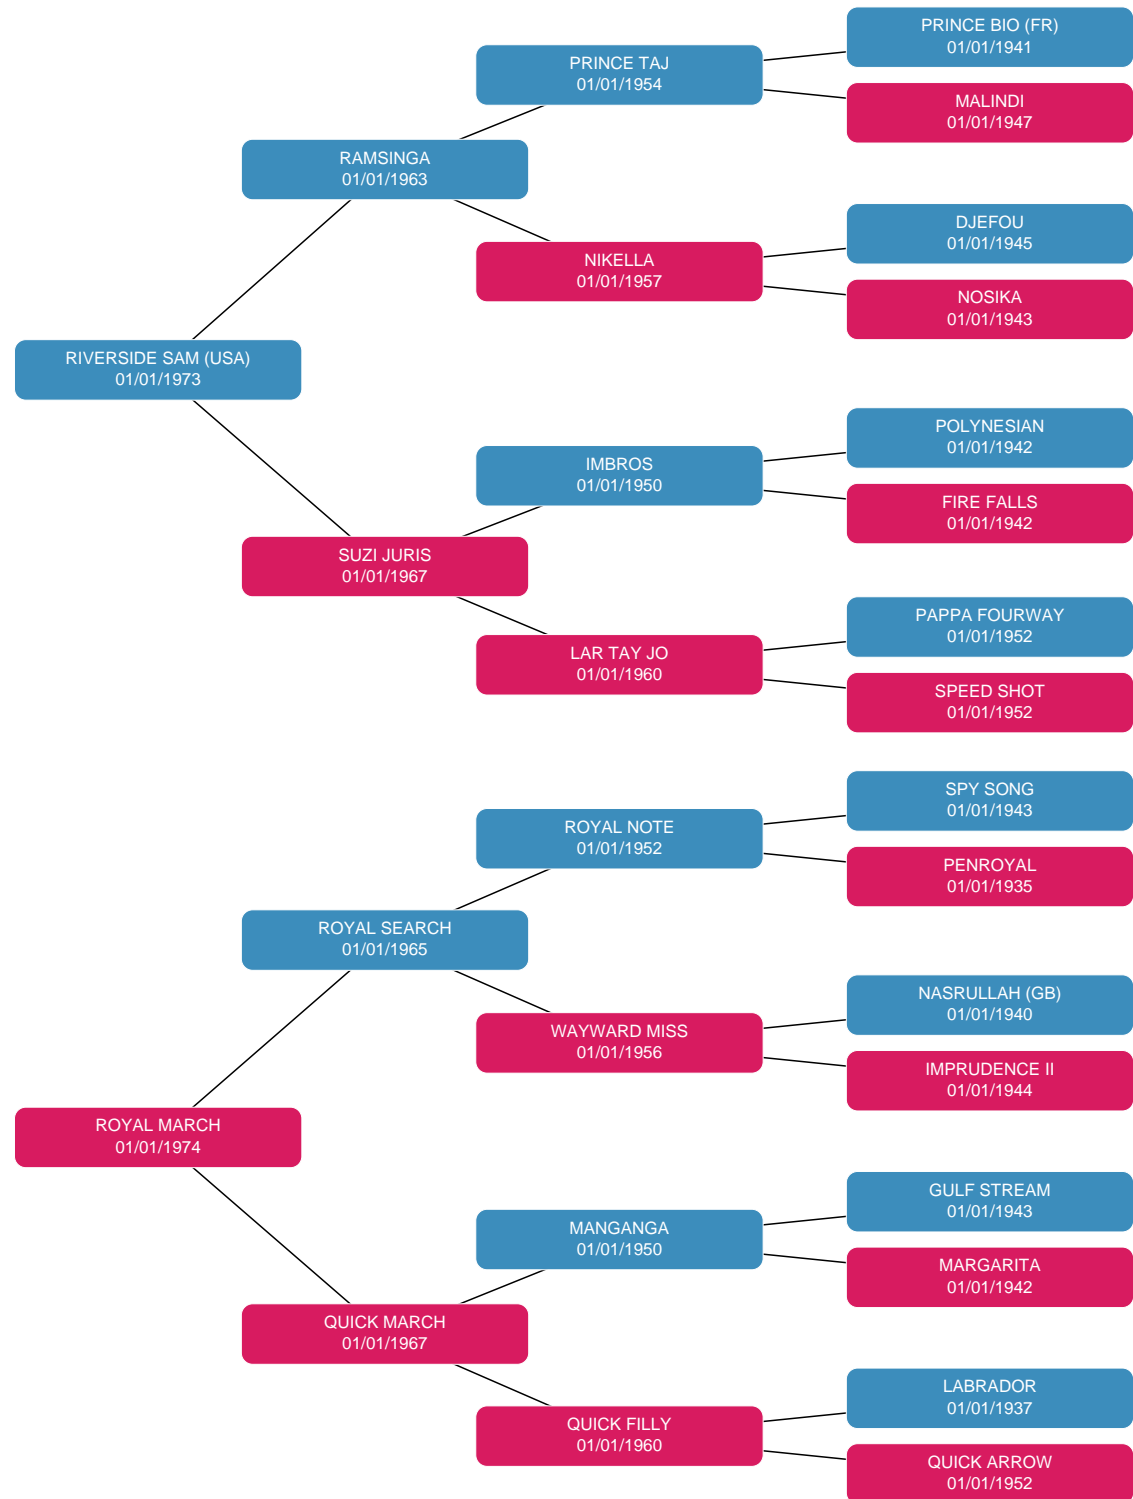 PRINCE BIO (FR)
01/01/1941
PRINCE TAJ
01/01/1954
MALINDI
01/01/1947
RAMSINGA
01/01/1963
DJEFOU
01/01/1945
NIKELLA
01/01/1957
NOSIKA
01/01/1943
RIVERSIDE SAM (USA)
01/01/1973
POLYNESIAN
01/01/1942
IMBROS
01/01/1950
FIRE FALLS
01/01/1942
SUZI JURIS
01/01/1967
PAPPA FOURWAY
01/01/1952
LAR TAY JO
01/01/1960
SPEED SHOT
01/01/1952
SPY SONG
01/01/1943
ROYAL NOTE
01/01/1952
PENROYAL
01/01/1935
ROYAL SEARCH
01/01/1965
NASRULLAH (GB)
01/01/1940
WAYWARD MISS
01/01/1956
IMPRUDENCE II
01/01/1944
ROYAL MARCH
01/01/1974
GULF STREAM
01/01/1943
MANGANGA
01/01/1950
MARGARITA
01/01/1942
QUICK MARCH
01/01/1967
LABRADOR
01/01/1937
QUICK FILLY
01/01/1960
QUICK ARROW
01/01/1952